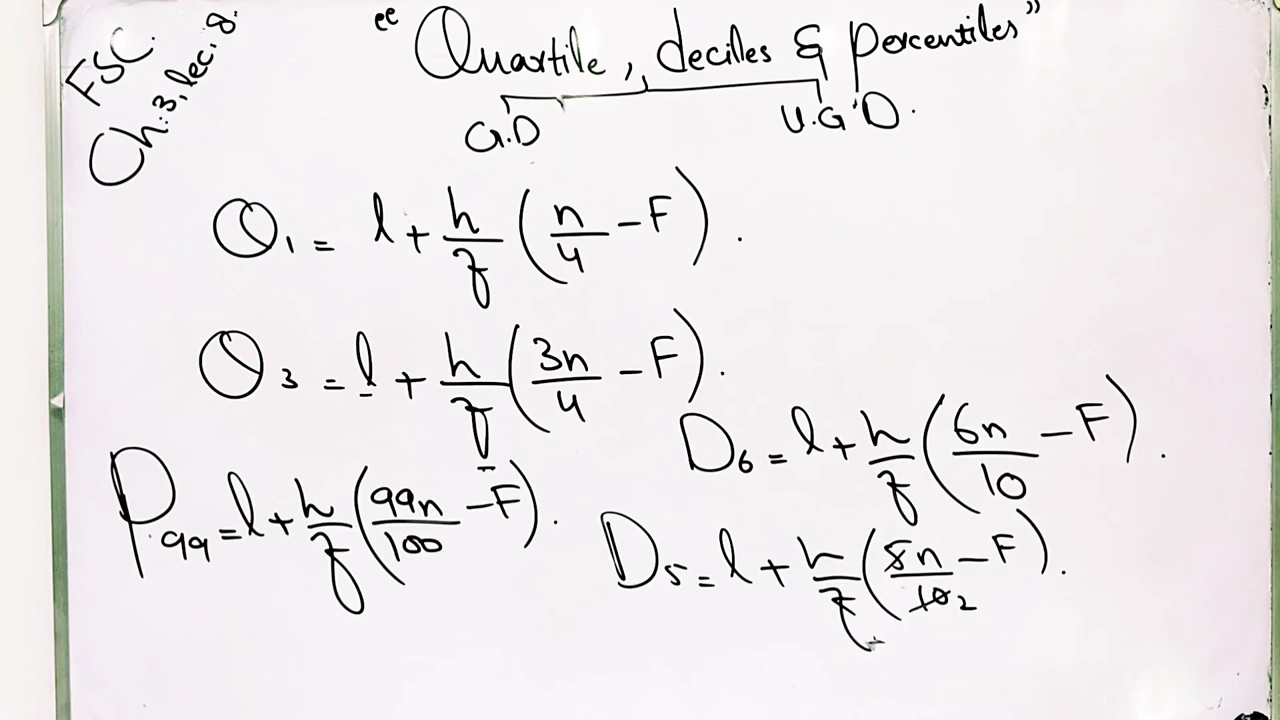 FSC.
Ch:3, lec:8.
"Quartile, deciles & percentiles"
G.D
U.G.D.
Q₁ = l + h/f (n/4 - F).
Q₃ = l + h/f (3n/4 - F).
D₆ = l + h/f (6n/10 - F).
P₉₉ = l + h/f (99n/100 - F).
D₅ = l + h/f (5n/10 2 - F).